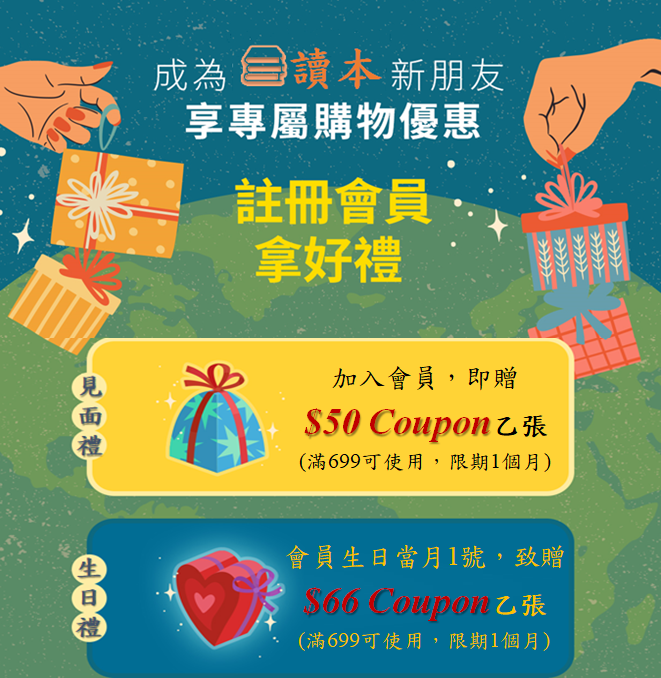 成為 三讀本 新朋友
享專屬購物優惠
註冊會員
拿好禮
見面禮
加入會員，即贈
$50 Coupon乙張
(滿699可使用，限期1個月)
生日禮
會員生日當月1號，致贈
$66 Coupon乙張
(滿699可使用，限期1個月)